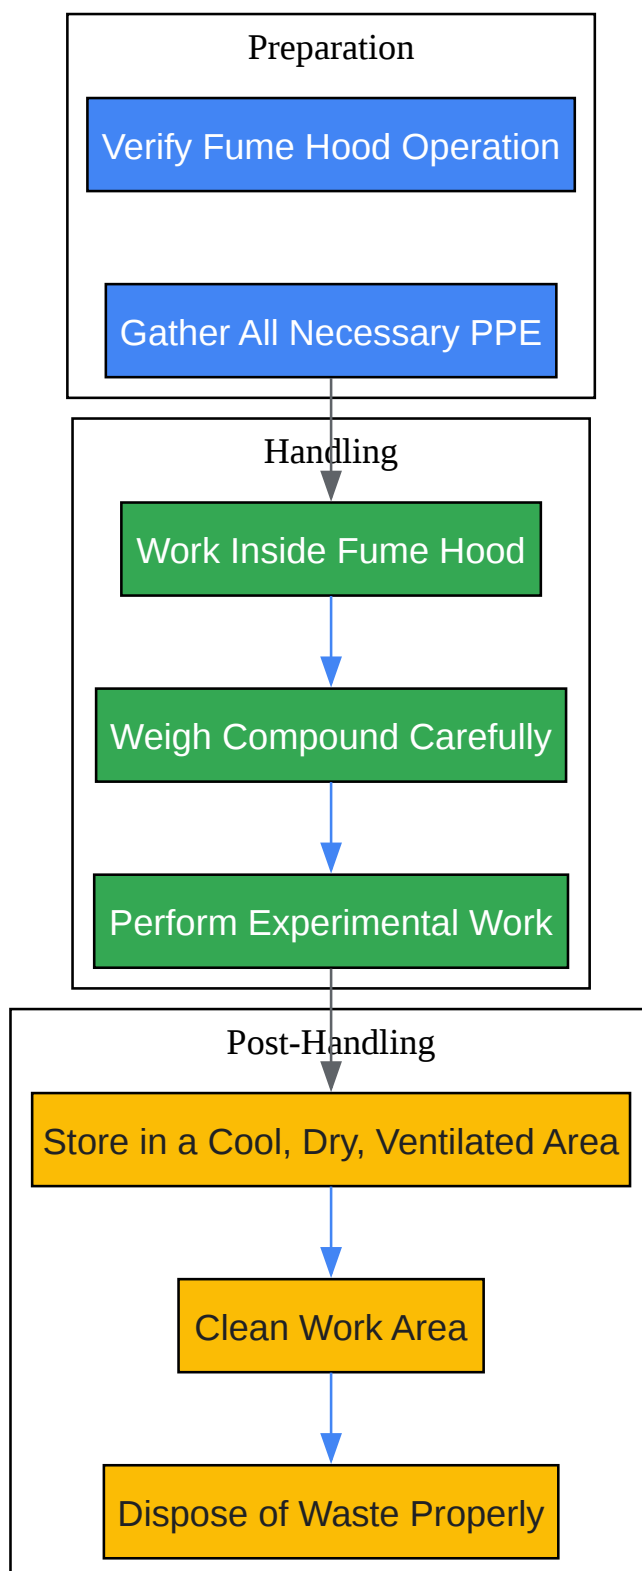 Preparation
Verify Fume Hood Operation
Gather All Necessary PPE
Handling
Work Inside Fume Hood
Weigh Compound Carefully
Perform Experimental Work
Post-Handling
Store in a Cool, Dry, Ventilated Area
Clean Work Area
Dispose of Waste Properly